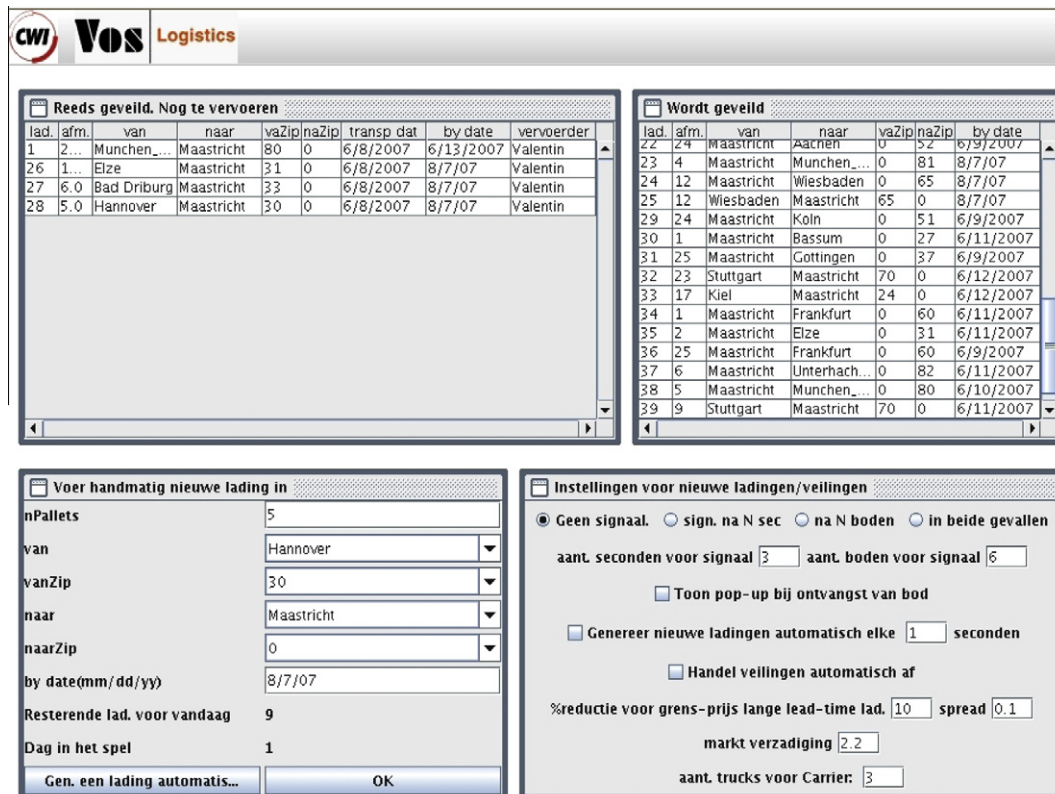 CWI Vos Logistics
Reeds geveild. Nog te vervoeren
lad. afm. van naar vaZip naZip transp dat by date vervoerder
1 2... Munchen_... Maastricht 80 0 6/8/2007 6/13/2007 Valentin
26 1... Elze Maastricht 31 0 6/8/2007 8/7/07 Valentin
27 6.0 Bad Driburg Maastricht 33 0 6/8/2007 8/7/07 Valentin
28 5.0 Hannover Maastricht 30 0 6/8/2007 8/7/07 Valentin
Wordt geveild
lad. afm. van naar vaZip naZip by date
22 24 Maastricht Aachen 0 52 6/9/2007
23 4 Maastricht Munchen_... 0 81 8/7/07
24 12 Maastricht Wiesbaden 0 65 8/7/07
25 12 Wiesbaden Maastricht 65 0 8/7/07
29 24 Maastricht Koln 0 51 6/9/2007
30 1 Maastricht Bassum 0 27 6/11/2007
31 25 Maastricht Gottingen 0 37 6/9/2007
32 23 Stuttgart Maastricht 70 0 6/12/2007
33 17 Kiel Maastricht 24 0 6/12/2007
34 1 Maastricht Frankfurt 0 60 6/11/2007
35 2 Maastricht Elze 0 31 6/11/2007
36 25 Maastricht Frankfurt 0 60 6/9/2007
37 6 Maastricht Unterhach... 0 82 6/11/2007
38 5 Maastricht Munchen_... 0 80 6/10/2007
39 9 Stuttgart Maastricht 70 0 6/11/2007
Voer handmatig nieuwe lading in
nPallets 5
van Hannover
vanZip 30
naar Maastricht
naarZip 0
by date(mm/dd/yy) 8/7/07
Resterende lad. voor vandaag 9
Dag in het spel 1
Gen. een lading automatis... OK
Instellingen voor nieuwe ladingen/veilingen
Geen signaal. sign. na N sec na N boden in beide gevallen
aant. seconden voor signaal 3 aant. boden voor signaal 6
Toon pop-up bij ontvangst van bod
Genereer nieuwe ladingen automatisch elke 1 seconden
Handel veilingen automatisch af
%reductie voor grens-prijs lange lead-time lad. 10 spread 0.1
markt verzadiging 2.2
aant. trucks voor Carrier: 3